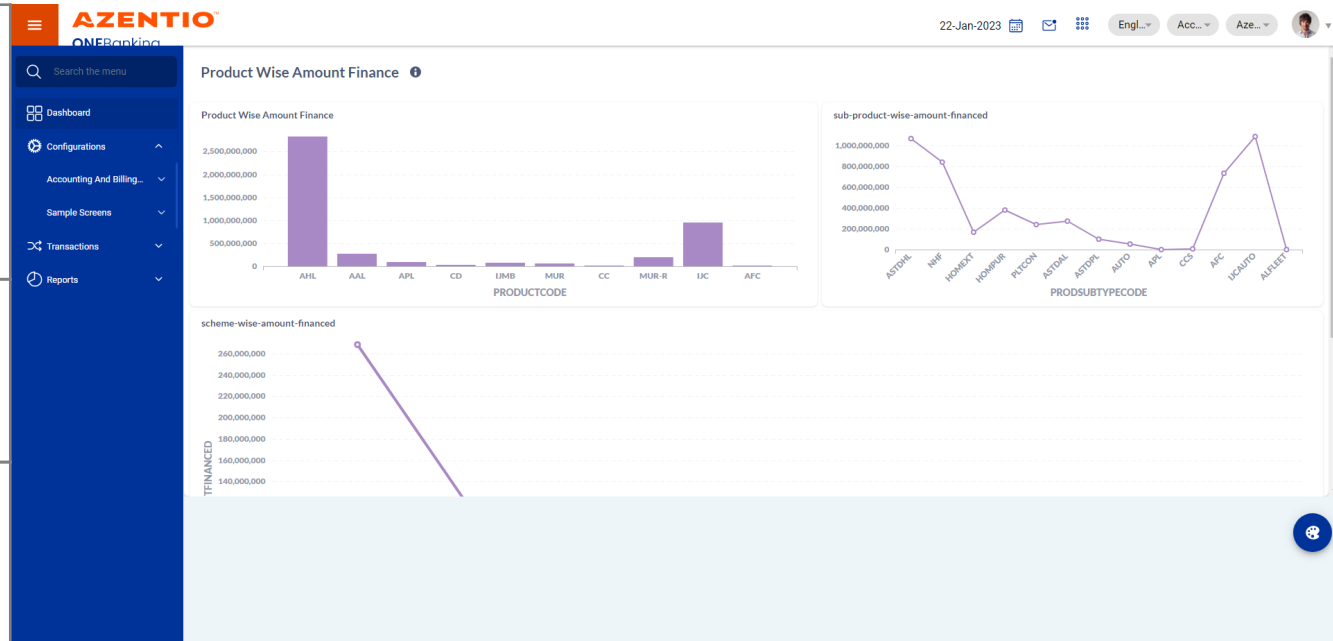 AZENTIO
ONEBanking
22-Jan-2023
Engl...
Acc...
Aze...
Search the menu
Dashboard
Configurations
Accounting And Billing...
Sample Screens
Transactions
Reports
Product Wise Amount Finance
Product Wise Amount Finance
2,500,000,000
2,000,000,000
1,500,000,000
1,000,000,000
500,000,000
0
AHL AAL APL CD IJMB MUR CC MUR-R IJC AFC
PRODUCTCODE
sub-product-wise-amount-financed
1,000,000,000
800,000,000
600,000,000
400,000,000
200,000,000
0
ASTDHL NHF HOMEXT HOMPUR PLTCON ASTDAL ASTDPL AUTO APL CCS AFC IJCAUTO ALFLEET
PRODSUBTYPECODE
scheme-wise-amount-financed
260,000,000
240,000,000
220,000,000
200,000,000
180,000,000
160,000,000
140,000,000
TFINANCED